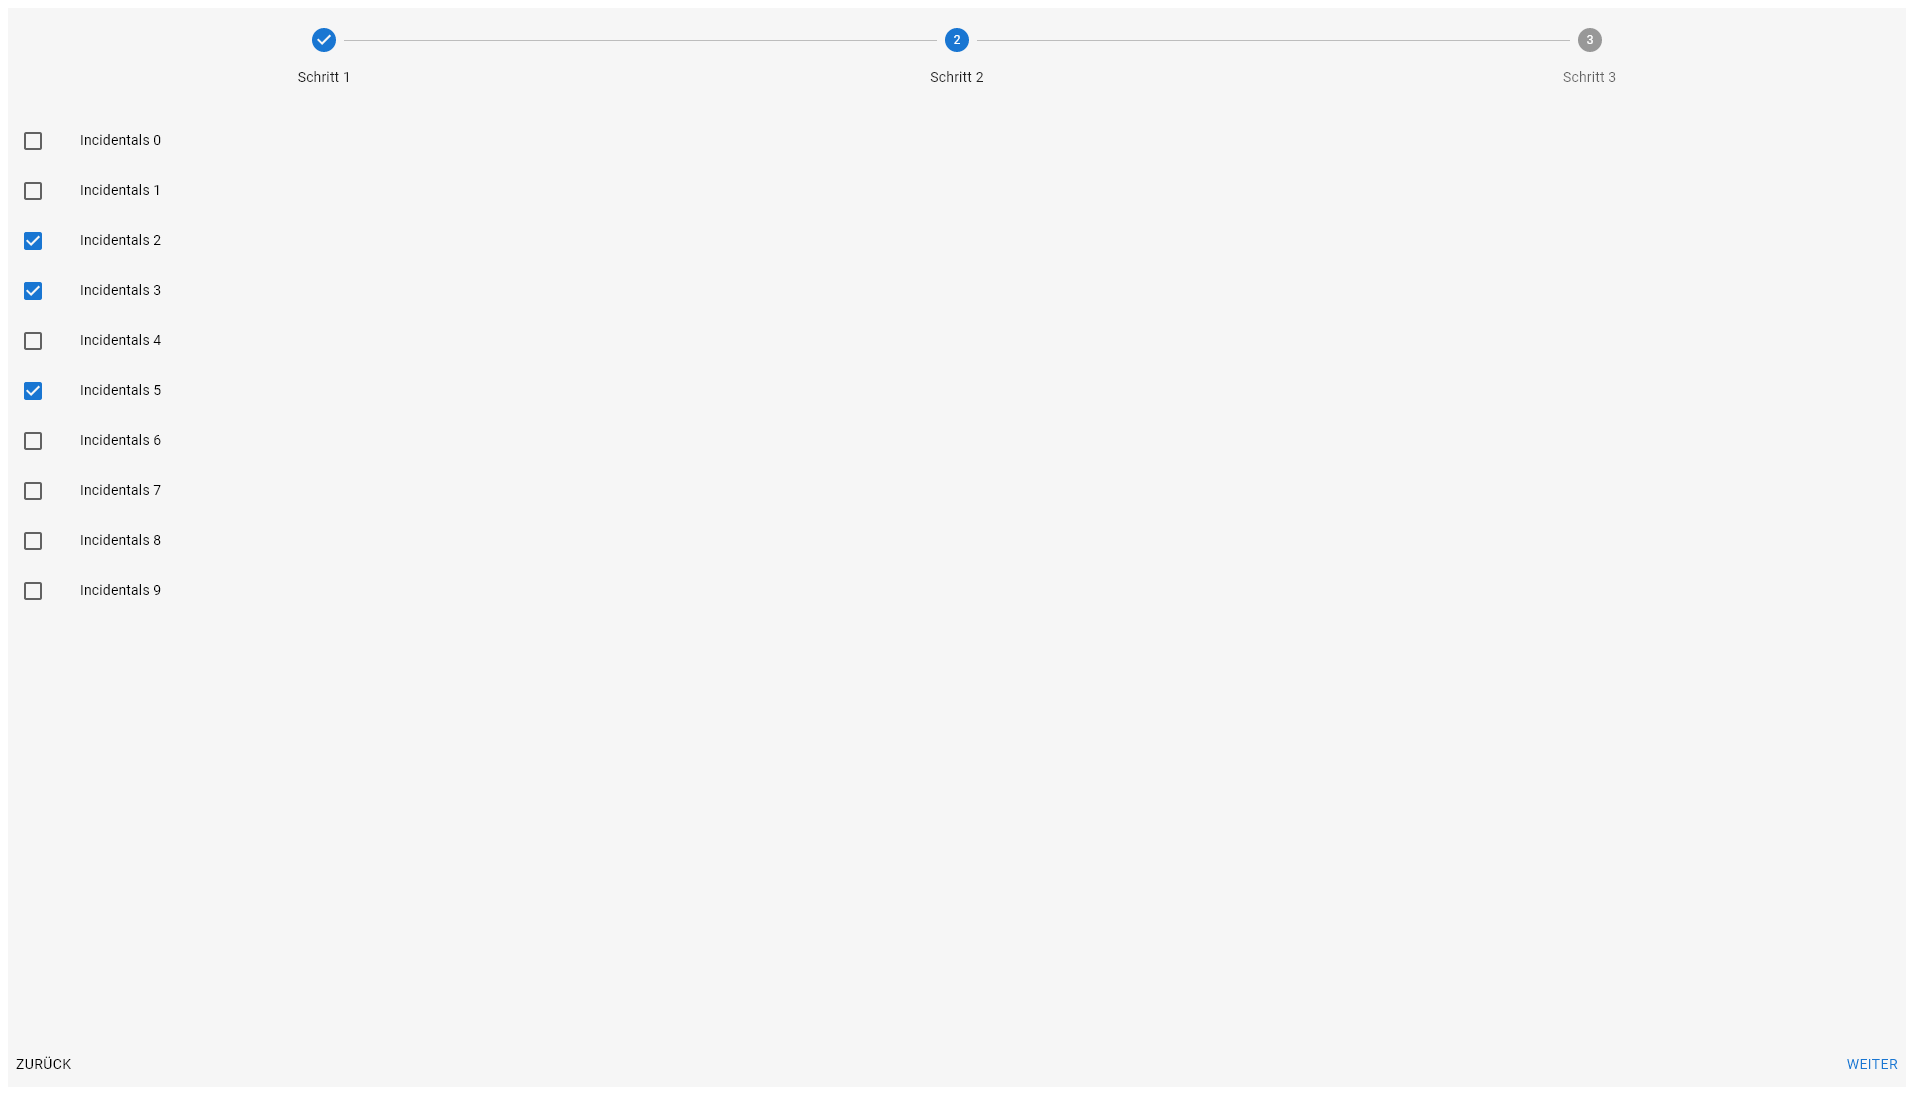 2
3
Schritt 1
Schritt 2
Schritt 3
Incidentals 0
Incidentals 1
Incidentals 2
Incidentals 3
Incidentals 4
Incidentals 5
Incidentals 6
Incidentals 7
Incidentals 8
Incidentals 9
ZURÜCK
WEITER